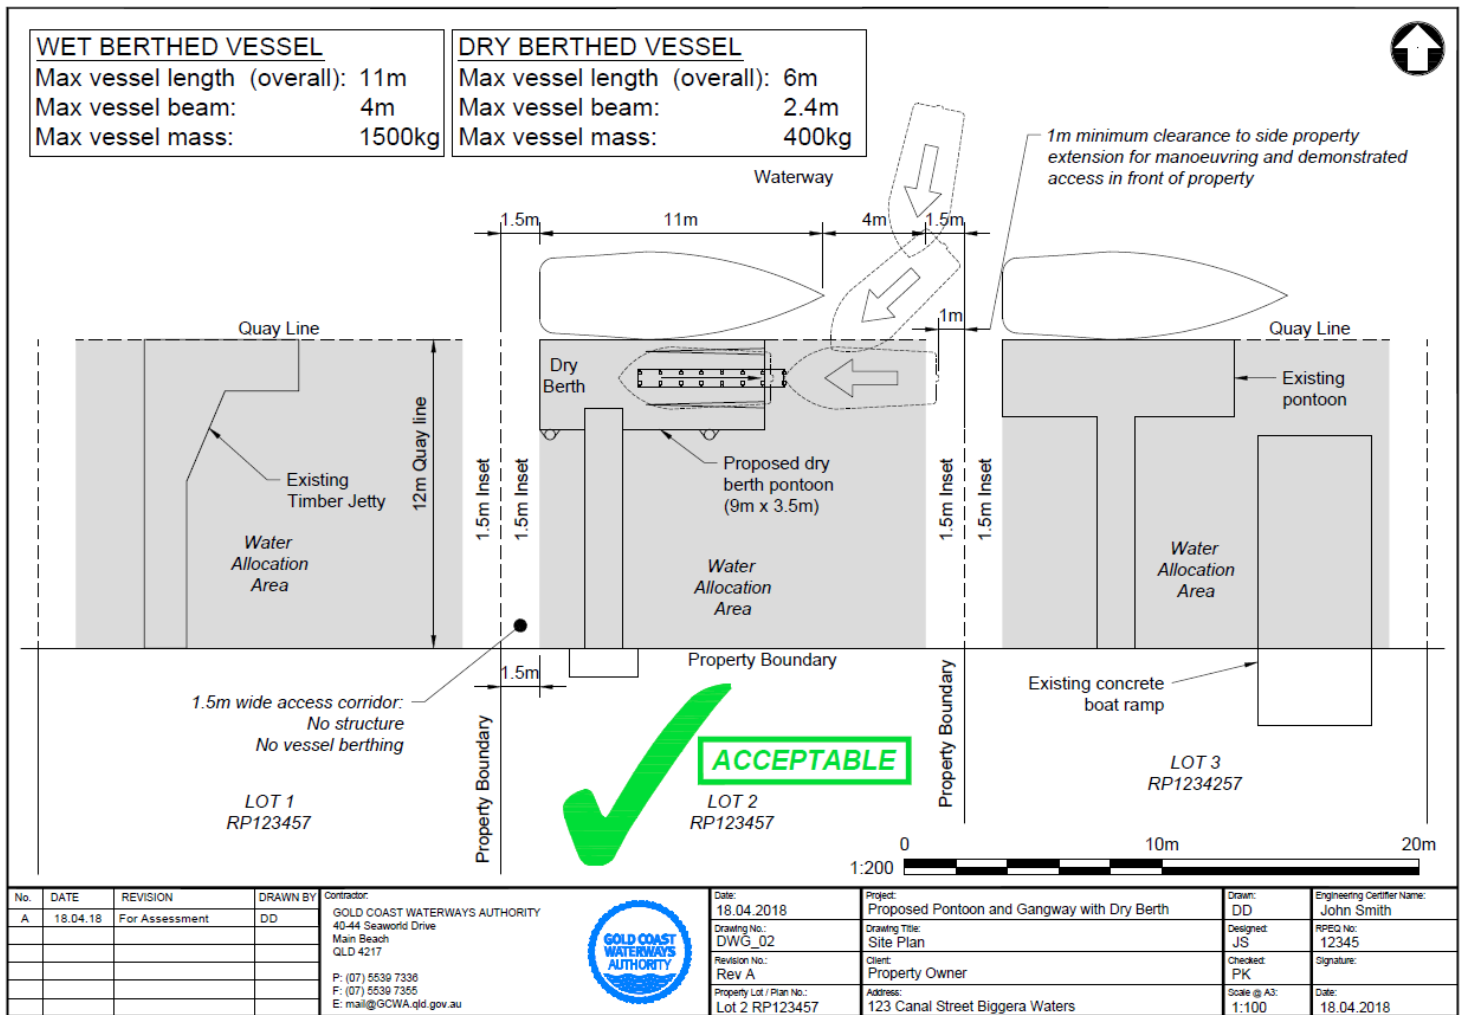 WET BERTHED VESSEL
Max vessel length (overall): 11m
Max vessel beam: 4m
Max vessel mass: 1500kg
DRY BERTHED VESSEL
Max vessel length (overall): 6m
Max vessel beam: 2.4m
Max vessel mass: 400kg
1m minimum clearance to side property
extension for manoeuvring and demonstrated
access in front of property
Waterway
1.5m
11m
4m
1.5m
1m
Quay Line
Quay Line
Dry
Berth
Existing
pontoon
12m Quay line
Existing
Timber Jetty
Proposed dry
berth pontoon
(9m x 3.5m)
1.5m Inset
1.5m Inset
1.5m Inset
1.5m Inset
Water
Allocation
Area
Water
Allocation
Area
Water
Allocation
Area
Property Boundary
1.5m
1.5m wide access corridor:
No structure
No vessel berthing
Existing concrete
boat ramp
Property Boundary
Property Boundary
ACCEPTABLE
LOT 1
RP123457
LOT 2
RP123457
LOT 3
RP1234257
0 10m 20m
1:200
No. DATE REVISION DRAWN BY
A 18.04.18 For Assessment DD
Contractor:
GOLD COAST WATERWAYS AUTHORITY
40-44 Seaworld Drive
Main Beach
QLD 4217
P: (07) 5539 7336
F: (07) 5539 7355
E: mail@GCWA.qld.gov.au
GOLD COAST
WATERWAYS
AUTHORITY
Date:
18.04.2018
Drawing No.:
DWG_02
Revision No.:
Rev A
Property Lot / Plan No.:
Lot 2 RP123457
Project:
Proposed Pontoon and Gangway with Dry Berth
Drawing Title:
Site Plan
Client:
Property Owner
Address:
123 Canal Street Biggera Waters
Drawn:
DD
Designed:
JS
Checked:
PK
Scale @ A3:
1:100
Engineering Certifier Name:
John Smith
RPEQ No:
12345
Signature:
Date:
18.04.2018